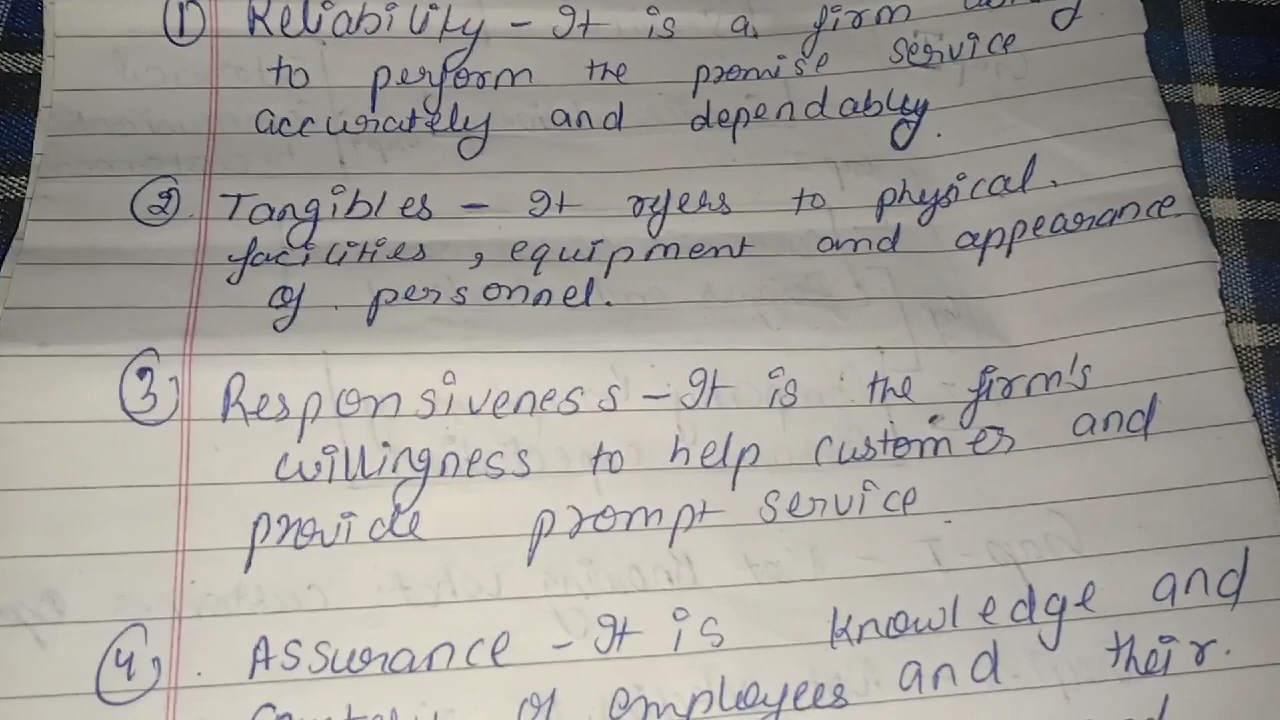 ① Reliability - It is a firm
to perform the promise service
accurately and dependably.
② Tangibles - It refers to physical.
facilities, equipment and appearance
of personnel.
③ Responsiveness - It is the firm's
willingness to help customer and
provide prompt service
④. Assurance - It is knowledge and
of employees and their.